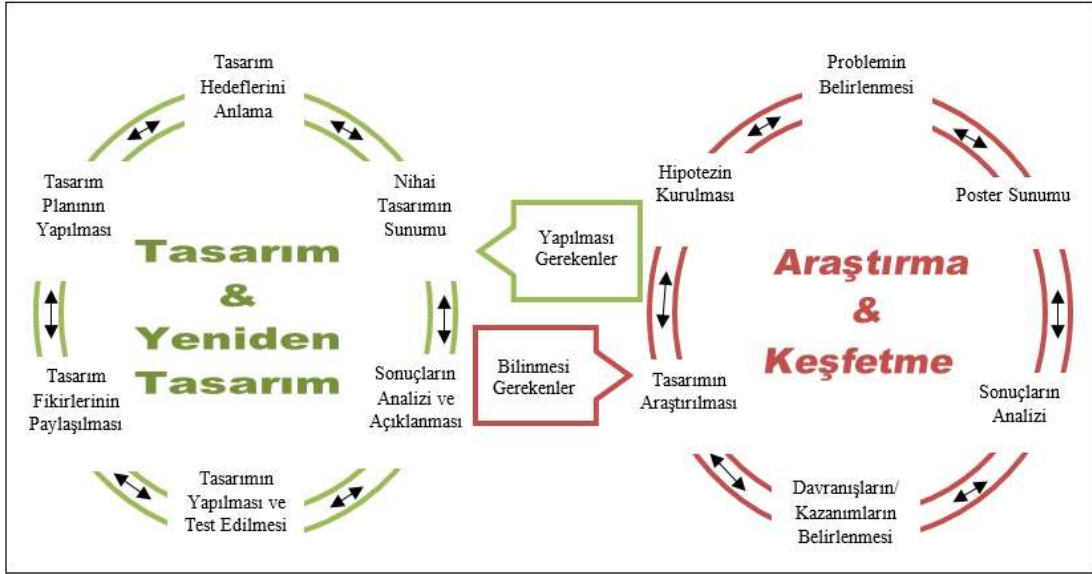 Tasarım
Hedeflerini
Anlama
Tasarım
Planının
Yapılması
Nihai
Tasarımın
Sunumu
Tasarım
&
Yeniden
Tasarım
Tasarım
Fikirlerinin
Paylaşılması
Sonuçların
Analizi ve
Açıklanması
Tasarımın
Yapılması ve
Test Edilmesi
Yapılması
Gerekenler
Bilinmesi
Gerekenler
Problemin
Belirlenmesi
Hipotezin
Kurulması
Poster Sunumu
Araştırma
&
Keşfetme
Tasarımın
Araştırılması
Sonuçların
Analizi
Davranışların/
Kazanımların
Belirlenmesi